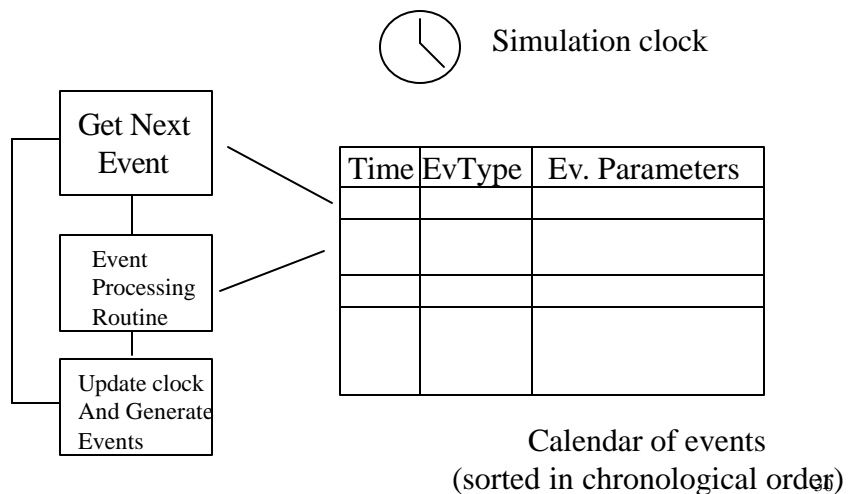 Simulation clock
Get Next
Event
Time EvType Ev. Parameters
Event
Processing
Routine
Update clock
And Generate
Events
Calendar of events
(sorted in chronological order)